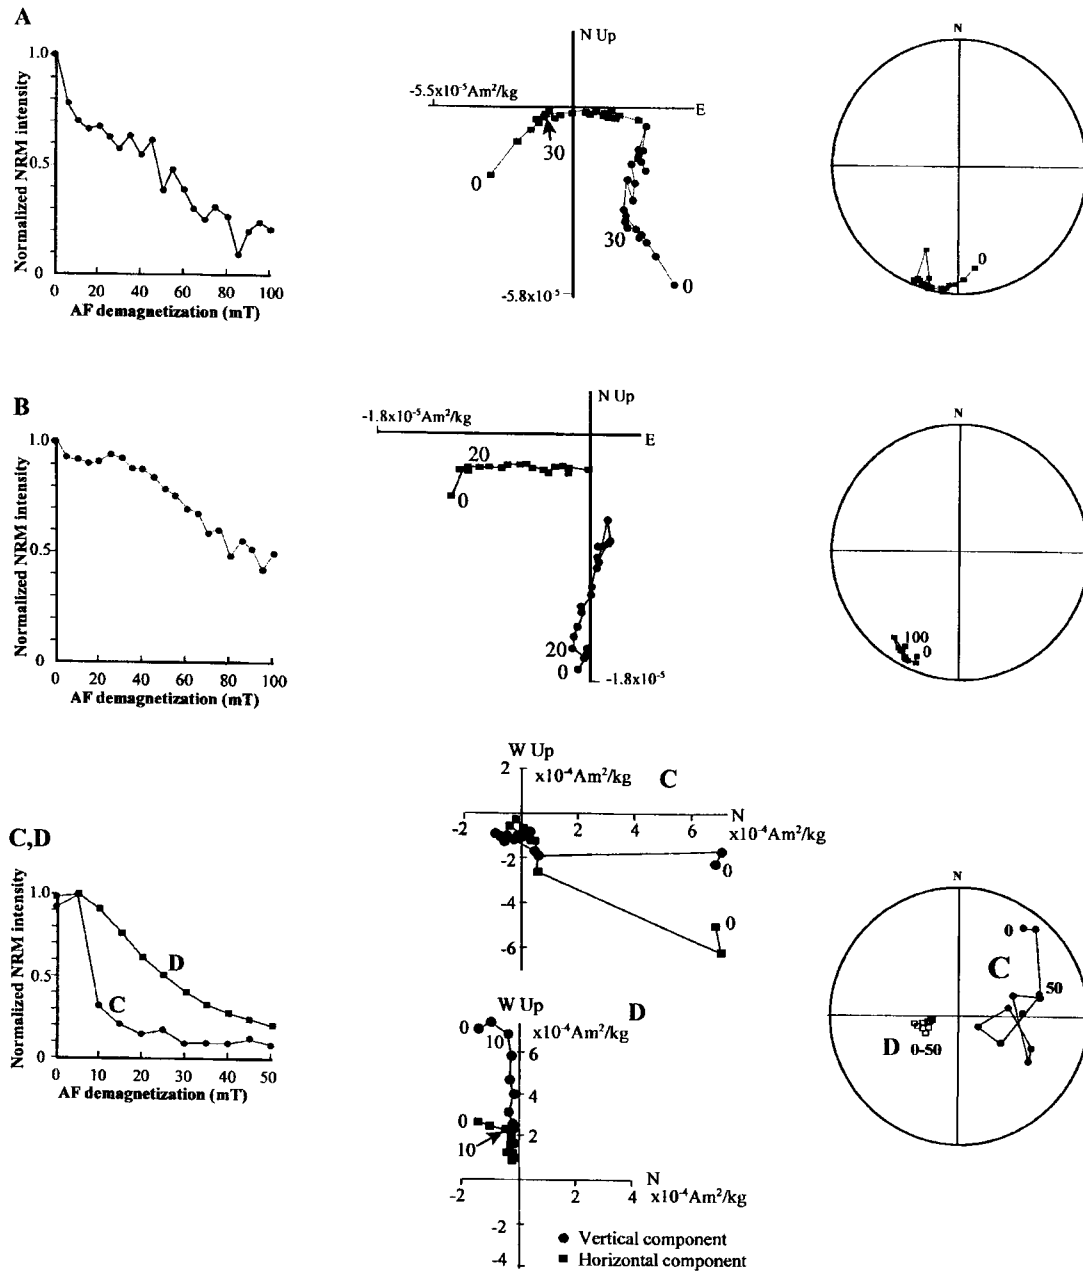 A
Normalized NRM intensity
1.0
0.5
0
0 20 40 60 80 100
AF demagnetization (mT)
N Up
-5.5x10⁻⁵Am²/kg
E
30
0
30
0
-5.8x10⁻⁵
N
0
B
Normalized NRM intensity
1.0
0.5
0
0 20 40 60 80 100
AF demagnetization (mT)
N Up
-1.8x10⁻⁵Am²/kg
E
20
0
20
0
-1.8x10⁻⁵
N
100
0
C,D
Normalized NRM intensity
1.0
0.5
0
D
C
0 10 20 30 40 50
AF demagnetization (mT)
W Up
2
x10⁻⁴Am²/kg
C
N
-2 2 4 6
x10⁻⁴Am²/kg
-2
0
-4
0
-6
W Up
D
0
x10⁻⁴Am²/kg
10
6
4
0
2
10
N
-2 2 4
x10⁻⁴Am²/kg
-2
-4
Vertical component
Horizontal component
N
0
C
50
D
0-50